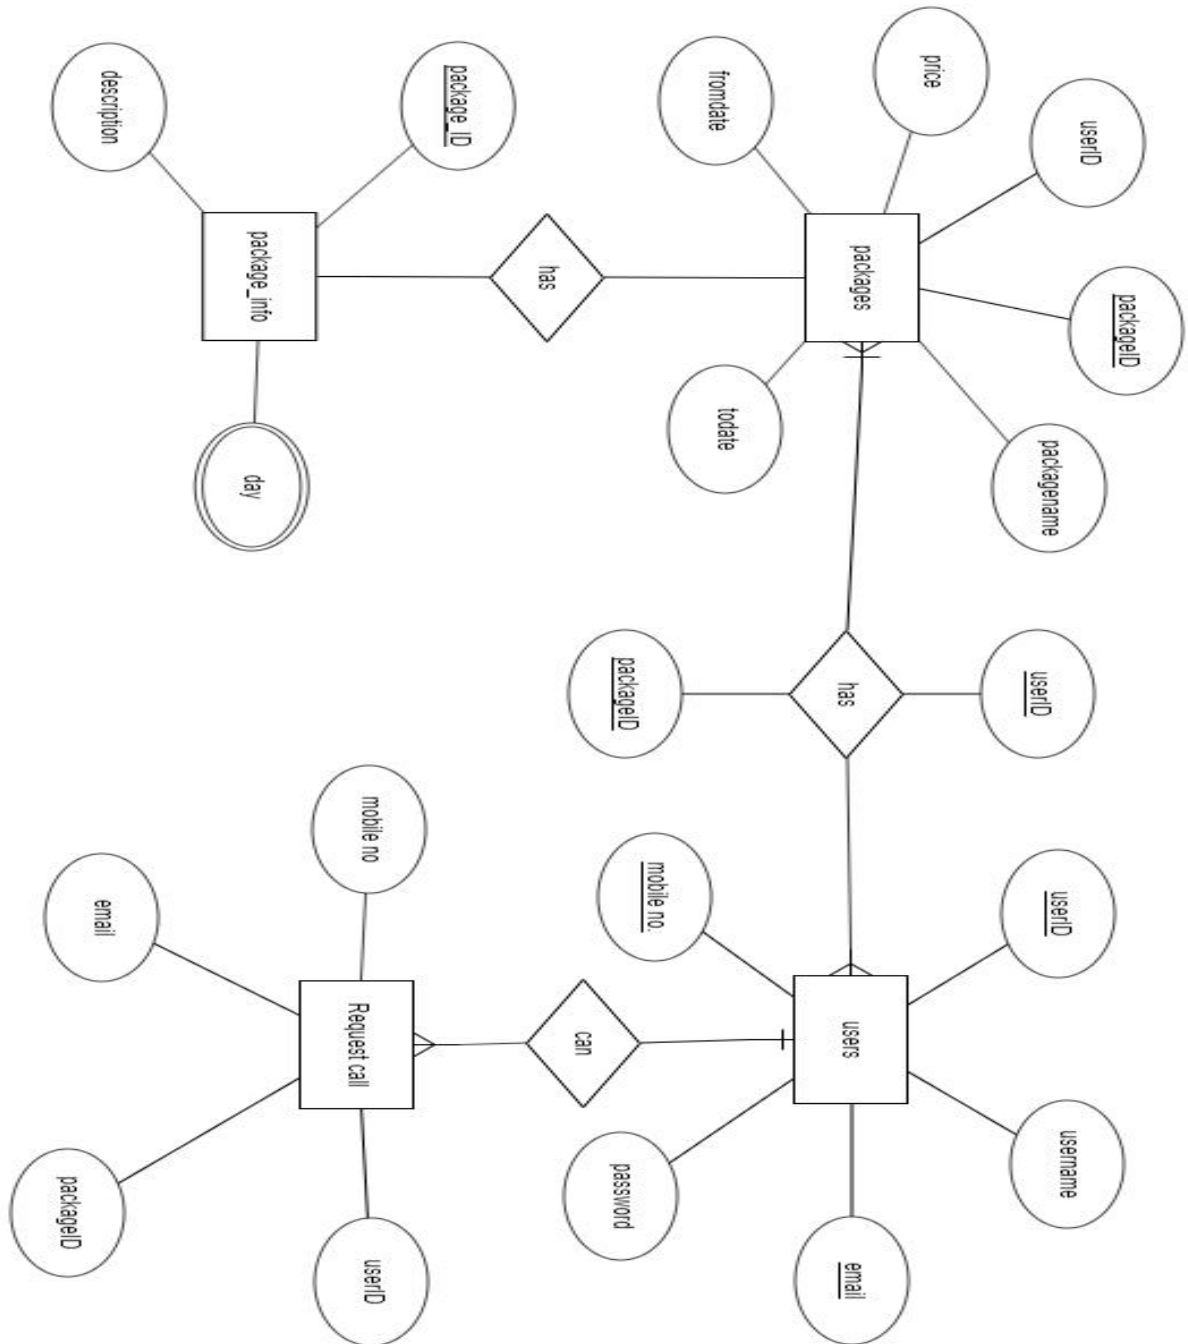 userID
packageID
packagename
userID
userID
username
price
packages
has
users
email
fromdate
todate
packageID
mobile no.
password
has
can
package_ID
mobile no
Request call
userID
package_info
day
description
email
packageID